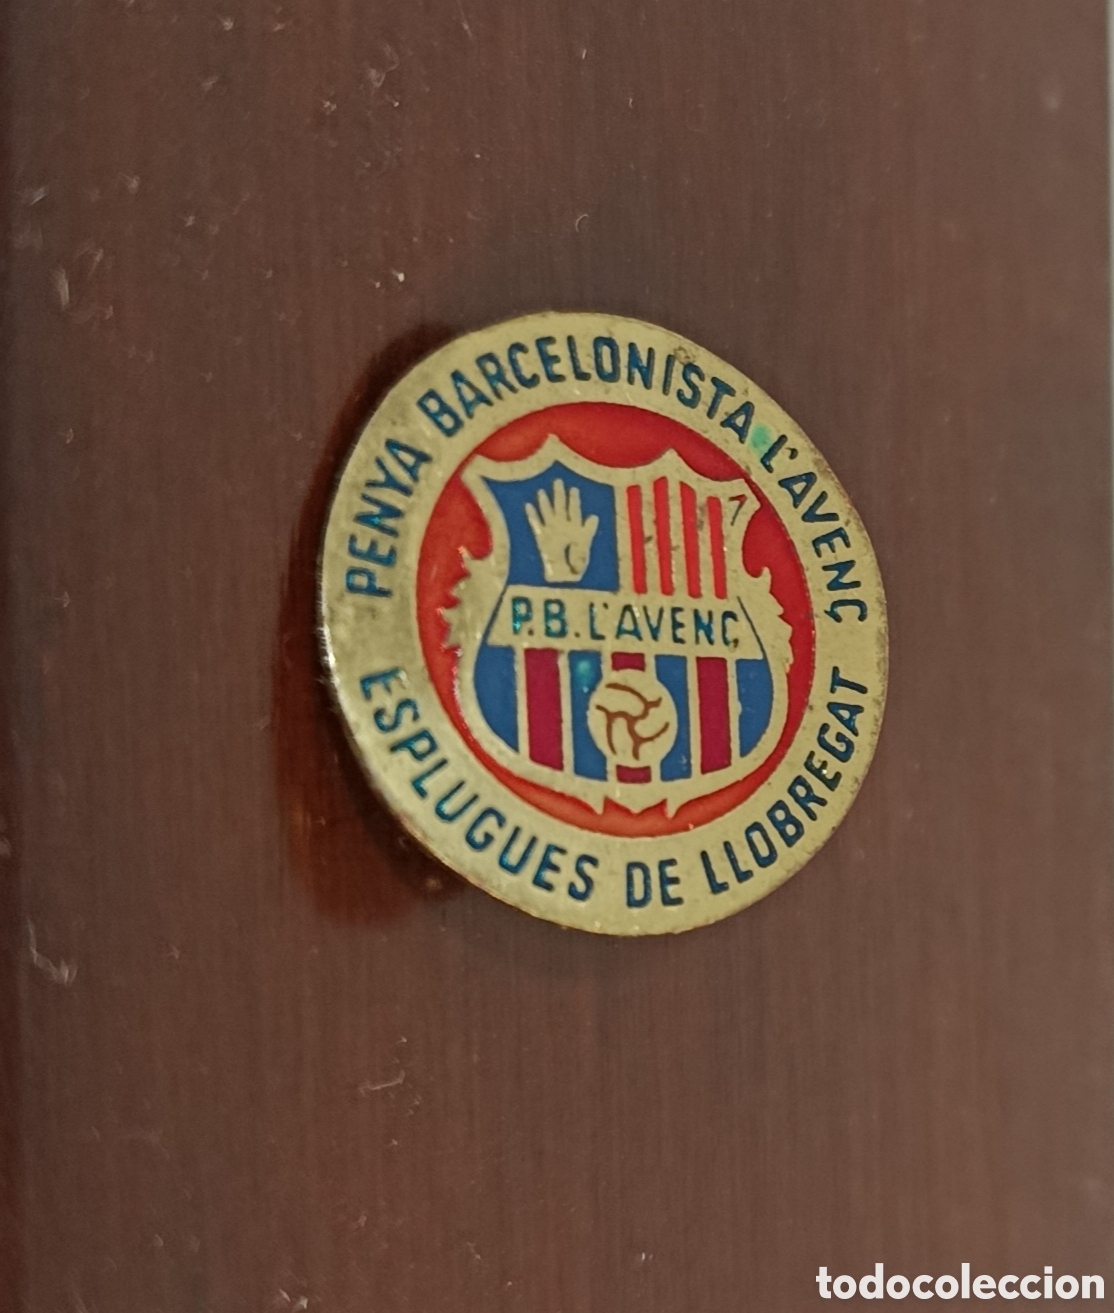 PENYA BARCELONISTA L'AVENÇ
P.B. L'AVENÇ
ESPLUGUES DE LLOBREGAT
todocoleccion